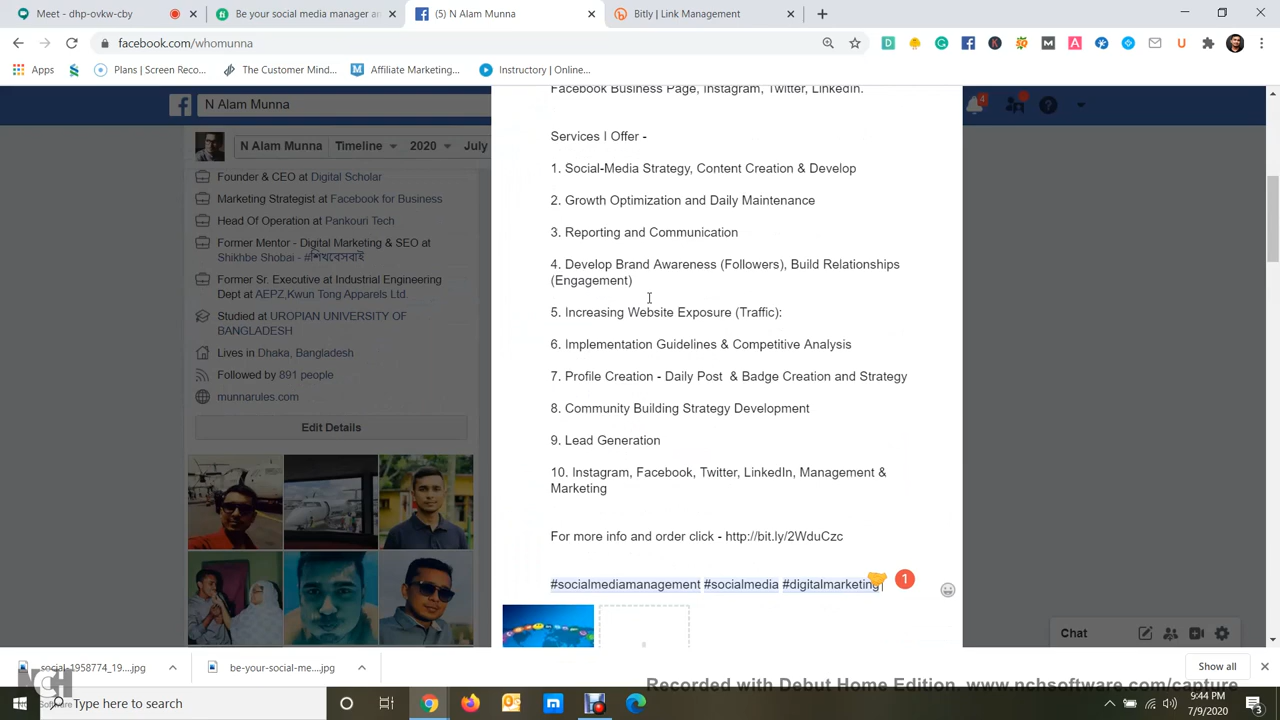 Meet - dhp-ovkw-cby
Be your social media manager a
(5) N Alam Munna
Bitly | Link Management
facebook.com/whomunna
Apps
Plans | Screen Reco...
The Customer Mind...
Affiliate Marketing...
Instructory | Online...
N Alam Munna
4
N Alam Munna
Timeline
2020
July
Founder & CEO at Digital Scholar
Marketing Strategist at Facebook for Business
Head Of Operation at Pankouri Tech
Former Mentor - Digital Marketing & SEO at
Shikhbe Shobai - #শিখবেসবাই
Former Sr. Executive at Industrial Engineering
Dept at AEPZ,Kwun Tong Apparels Ltd.
Studied at UROPIAN UNIVERSITY OF
BANGLADESH
Lives in Dhaka, Bangladesh
Followed by 891 people
munnarules.com
Edit Details
Facebook Business Page, Instagram, Twitter, LinkedIn.
Services I Offer -
1. Social-Media Strategy, Content Creation & Develop
2. Growth Optimization and Daily Maintenance
3. Reporting and Communication
4. Develop Brand Awareness (Followers), Build Relationships
(Engagement)
5. Increasing Website Exposure (Traffic):
6. Implementation Guidelines & Competitive Analysis
7. Profile Creation - Daily Post & Badge Creation and Strategy
8. Community Building Strategy Development
9. Lead Generation
10. Instagram, Facebook, Twitter, LinkedIn, Management &
Marketing
For more info and order click - http://bit.ly/2WduCzc
#socialmediamanagement #socialmedia #digitalmarketing
1
Chat
social-1958774_19....jpg
be-your-social-me....jpg
Show all
NCH Software
Recorded with Debut Home Edition. www.nchsoftware.com/capture
Type here to search
9:44 PM
7/9/2020
3